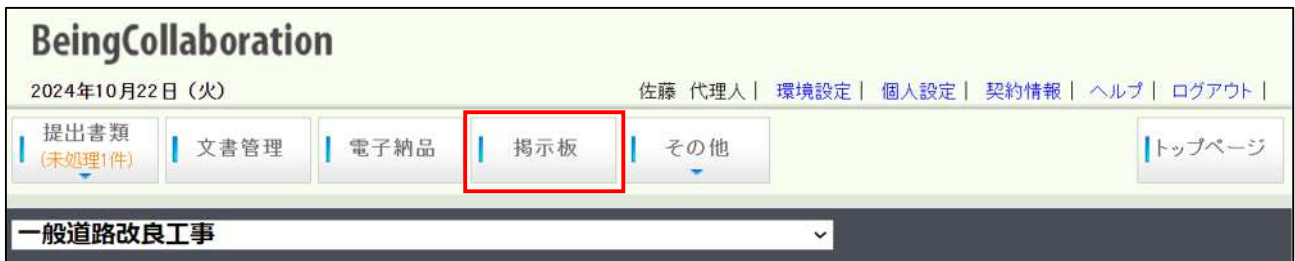 BeingCollaboration
2024年10月22日（火）
佐藤 代理人｜ 環境設定｜ 個人設定｜ 契約情報｜ ヘルプ｜ ログアウト｜
提出書類
(未処理1件)
文書管理
電子納品
掲示板
その他
トップページ
一般道路改良工事